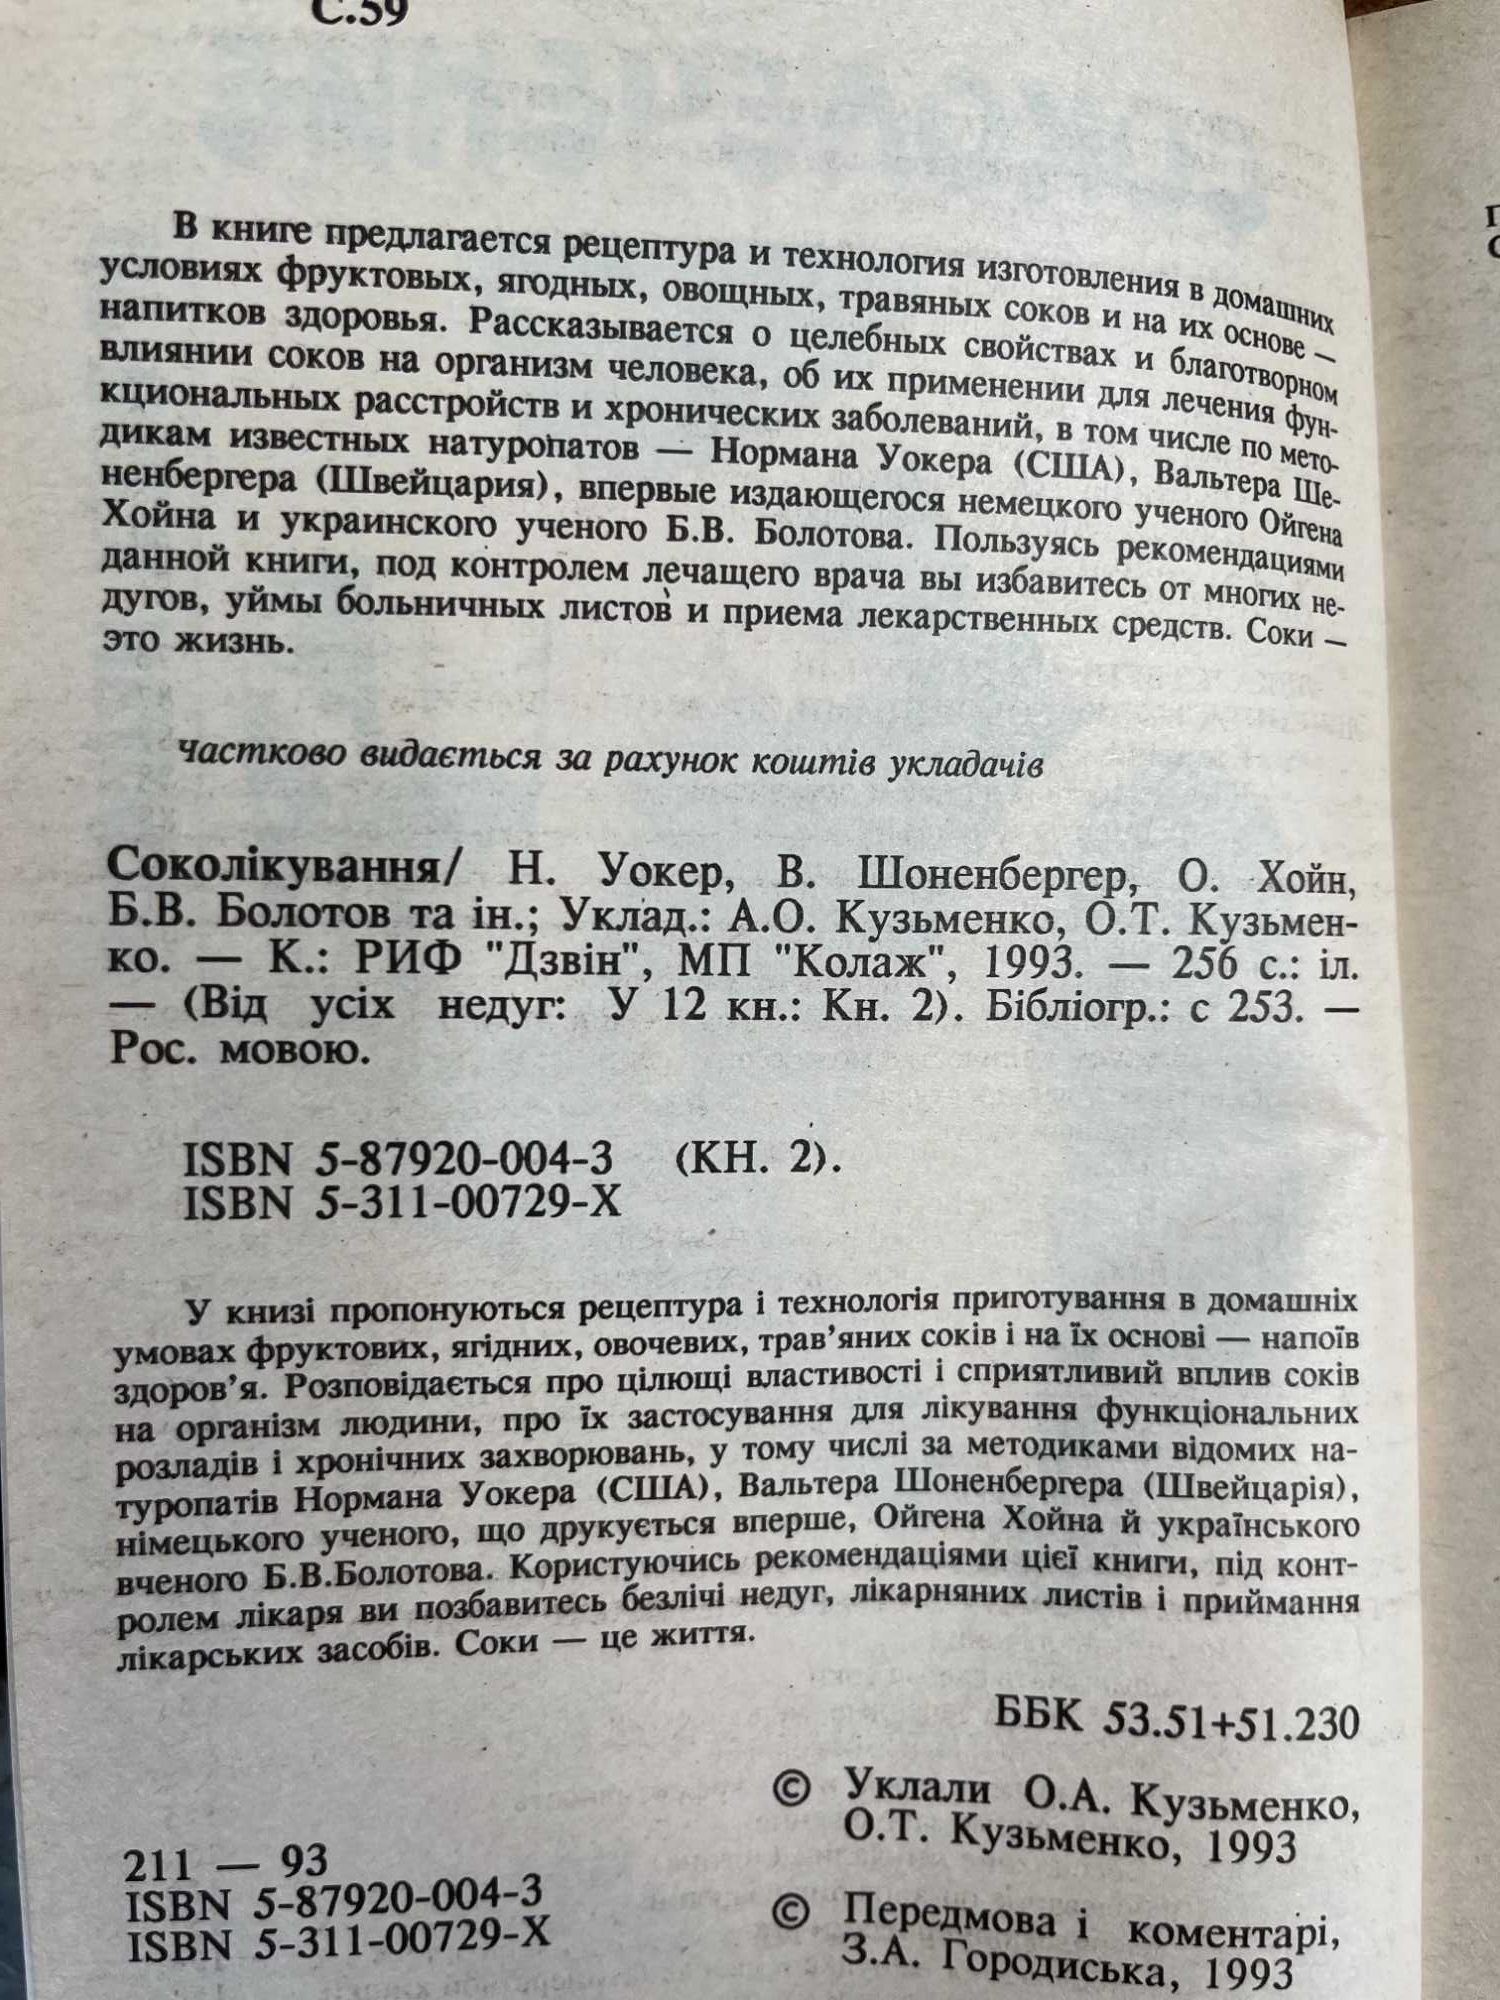 С.59
В книге предлагается рецептура и технология изготовления в домашних
условиях фруктовых, ягодных, овощных, травяных соков и на их основе —
напитков здоровья. Рассказывается о целебных свойствах и благотворном
влиянии соков на организм человека, об их применении для лечения фун-
кциональных расстройств и хронических заболеваний, в том числе по мето-
дикам известных натуропатов — Нормана Уокера (США), Вальтера Ше-
ненбергера (Швейцария), впервые издающегося немецкого ученого Ойгена
Хойна и украинского ученого Б.В. Болотова. Пользуясь рекомендациями
данной книги, под контролем лечащего врача вы избавитесь от многих не-
дугов, уймы больничных листов и приема лекарственных средств. Соки —
это жизнь.
частково видається за рахунок коштів укладачів
Соколікування/ Н. Уокер, В. Шоненбергер, О. Хойн,
Б.В. Болотов та ін.; Уклад.: А.О. Кузьменко, О.Т. Кузьмен-
ко. — К.: РИФ "Дзвін", МП "Колаж", 1993. — 256 с.: іл.
— (Від усіх недуг: У 12 кн.: Кн. 2). Бібліогр.: с 253. —
Рос. мовою.
ISBN 5-87920-004-3 (КН. 2).
ISBN 5-311-00729-X
У книзі пропонуються рецептура і технологія приготування в домашніх
умовах фруктових, ягідних, овочевих, трав’яних соків і на їх основі — напоїв
здоров’я. Розповідається про цілющі властивості і сприятливий вплив соків
на організм людини, про їх застосування для лікування функціональних
розладів і хронічних захворювань, у тому числі за методиками відомих на-
туропатів Нормана Уокера (США), Вальтера Шоненбергера (Швейцарія),
німецького ученого, що друкується вперше, Ойгена Хойна й українського
вченого Б.В.Болотова. Користуючись рекомендаціями цієї книги, під конт-
ролем лікаря ви позбавитесь безлічі недуг, лікарняних листів і приймання
лікарських засобів. Соки — це життя.
ББК 53.51+51.230
© Уклали О.А. Кузьменко,
О.Т. Кузьменко, 1993
211 — 93
ISBN 5-87920-004-3
ISBN 5-311-00729-X
© Передмова і коментарі,
З.А. Городиська, 1993